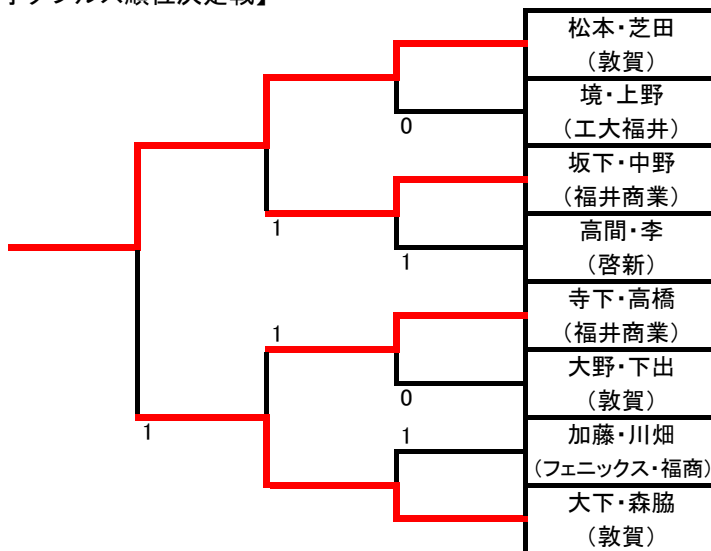 ダブルス順位決定戦】
松本・芝田
（敦賀）
境・上野
0
（工大福井）
坂下・中野
（福井商業）
1
高間・李
1
（啓新）
寺下・高橋
1
（福井商業）
大野・下出
0
（敦賀）
1
加藤・川畑
1
（フェニックス・福商）
大下・森脇
（敦賀）